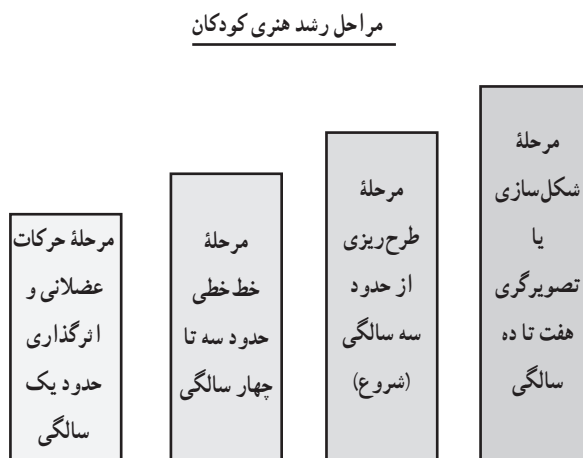 مراحل رشد هنری کودکان
مرحلهٔ
شکل‌سازی
یا
تصویرگری
هفت تا ده
سالگی
مرحلهٔ
طرح‌ریزی
از حدود
سه سالگی
(شروع)
مرحلهٔ
خط خطی
حدود سه تا
چهار سالگی
مرحلهٔ حرکات
عضلانی و
اثرگذاری
حدود یک
سالگی